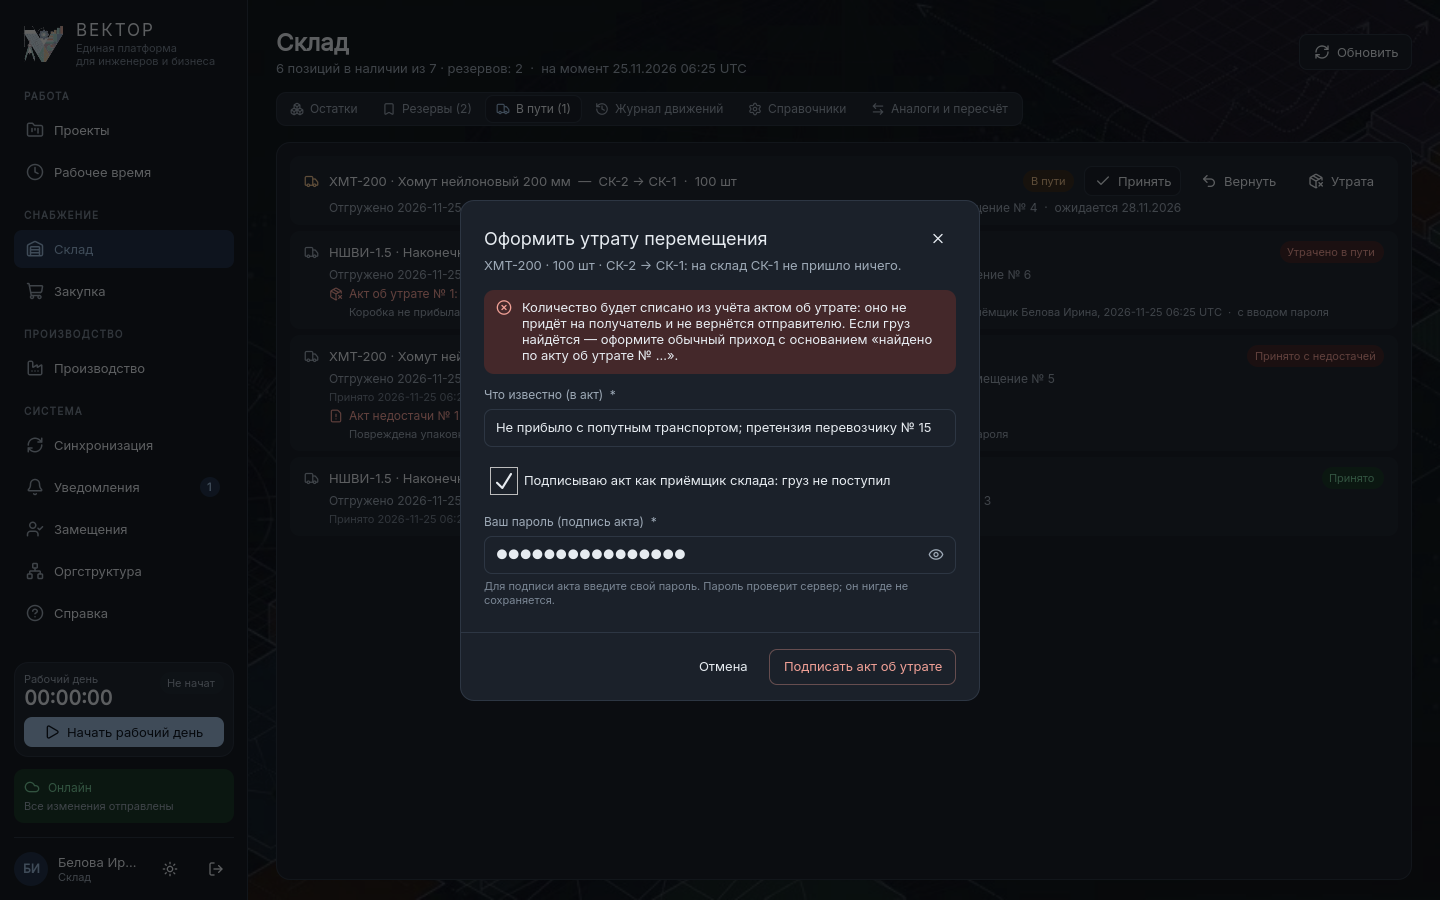 ВЕКТОР
Единая платформа
для инженеров и бизнеса
РАБОТА
Проекты
Рабочее время
СНАБЖЕНИЕ
Склад
Закупка
ПРОИЗВОДСТВО
Производство
СИСТЕМА
Синхронизация
Уведомления 1
Замещения
Оргструктура
Справка
Рабочий день Не начат
00:00:00
Начать рабочий день
Онлайн
Все изменения отправлены
БИ Белова Ир...
Склад
Склад
6 позиций в наличии из 7 · резервов: 2 · на момент 25.11.2026 06:25 UTC
Обновить
Остатки Резервы (2) В пути (1) Журнал движений Справочники Аналоги и пересчёт
ХМТ-200 · Хомут нейлоновый 200 мм — СК-2 → СК-1 · 100 шт В пути Принять Вернуть Утрата
Отгружено 2026-11-25 № 4 · ожидается 28.11.2026
НШВИ-1.5 · Утрачено в пути
Отгружено 2026-11-25 № 6
Акт об утрате № 1:
Коробка не прибыла Белова Ирина, 2026-11-25 06:25 UTC · с вводом пароля
ХМТ-200 · Хомут Принято с недостачей
Отгружено 2026-11-25 № 5
Принято 2026-11-25
Акт недостачи № 1
Повреждена
НШВИ-1.5 · Принято
Отгружено 2026-11-25 3
Принято 2026-11-25
Оформить утрату перемещения
ХМТ-200 · 100 шт · СК-2 → СК-1: на склад СК-1 не пришло ничего.
Количество будет списано из учёта актом об утрате: оно не
придёт на получатель и не вернётся отправителю. Если груз
найдётся — оформите обычный приход с основанием «найдено
по акту об утрате № ...».
Что известно (в акт) *
Не прибыло с попутным транспортом; претензия перевозчику № 15
Подписываю акт как приёмщик склада: груз не поступил
Ваш пароль (подпись акта) *
Для подписи акта введите свой пароль. Пароль проверит сервер; он нигде не
сохраняется.
Отмена Подписать акт об утрате